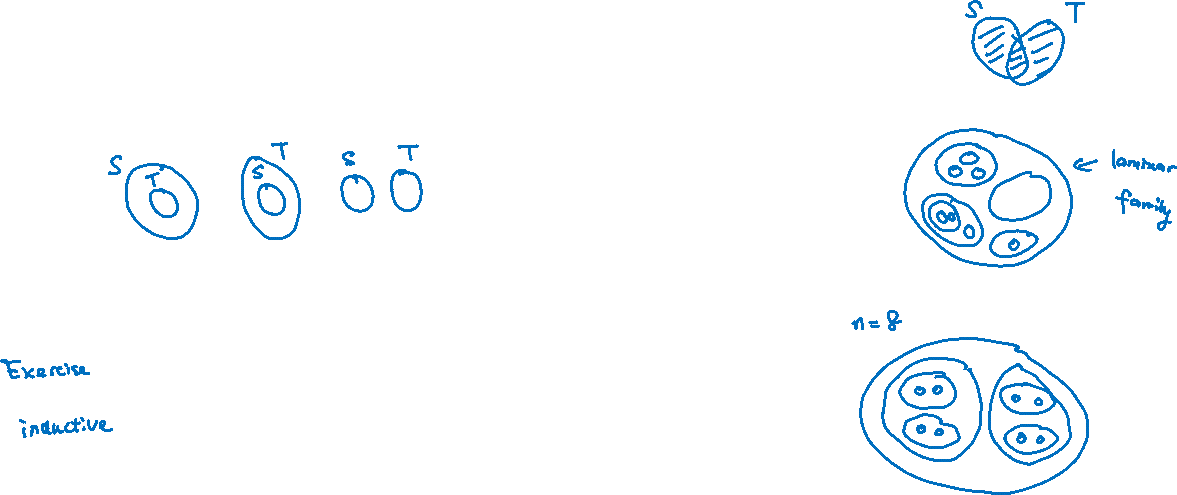 S T
S T
T S
S T
laminar
family
n = 8
Exercise
inductive